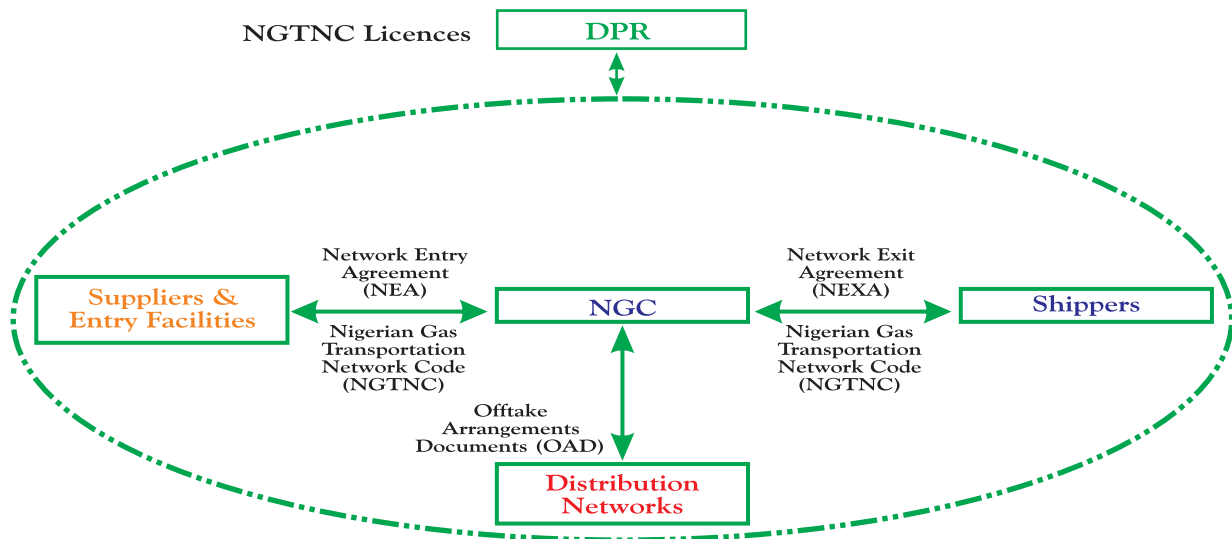 NGTNC Licences
DPR
Network Entry
Agreement
(NEA)
Network Exit
Agreement
(NEXA)
Suppliers &
Entry Facilities
NGC
Shippers
Nigerian Gas
Transportation
Network Code
(NGTNC)
Nigerian Gas
Transportation
Network Code
(NGTNC)
Offtake
Arrangements
Documents (OAD)
Distribution
Networks